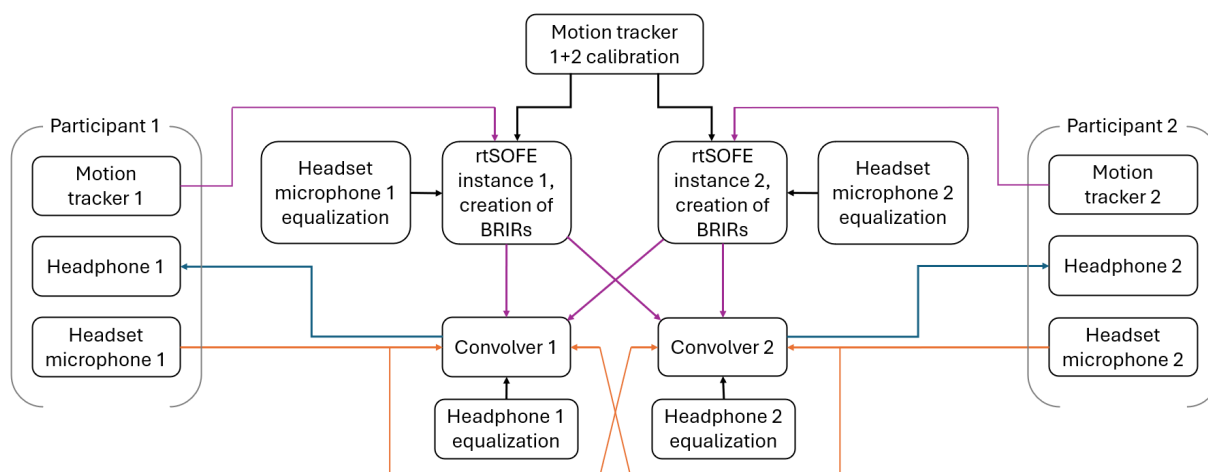 Motion tracker
1+2 calibration
Participant 1
Participant 2
Motion
tracker 1
Headset
microphone 1
equalization
rtSOFE
instance 1,
creation of
BRIRs
rtSOFE
instance 2,
creation of
BRIRs
Headset
microphone 2
equalization
Motion
tracker 2
Headphone 1
Headphone 2
Headset
microphone 1
Convolver 1
Convolver 2
Headset
microphone 2
Headphone 1
equalization
Headphone 2
equalization